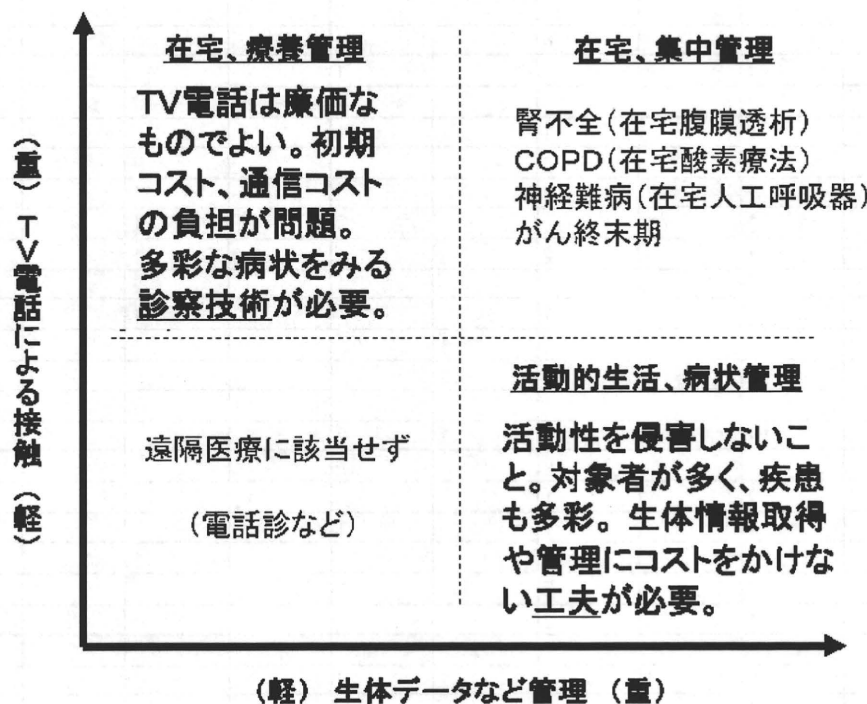 在宅、療養管理
TV電話は廉価な
ものでよい。初期
コスト、通信コスト
の負担が問題。
多彩な病状をみる
診察技術が必要。
在宅、集中管理
腎不全(在宅腹膜透析)
COPD(在宅酸素療法)
神経難病(在宅人工呼吸器)
がん終末期
遠隔医療に該当せず
(電話診など)
活動的生活、病状管理
活動性を侵害しないこ
と。対象者が多く、疾患
も多彩。生体情報取得
や管理にコストをかけな
い工夫が必要。
(重) TV電話による接触 (軽)
(軽) 生体データなど管理 (重)